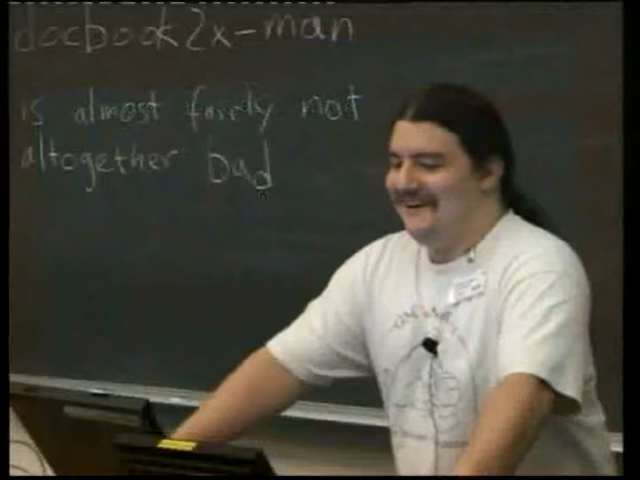 docbook2x-man
is almost fairly not
altogether bad